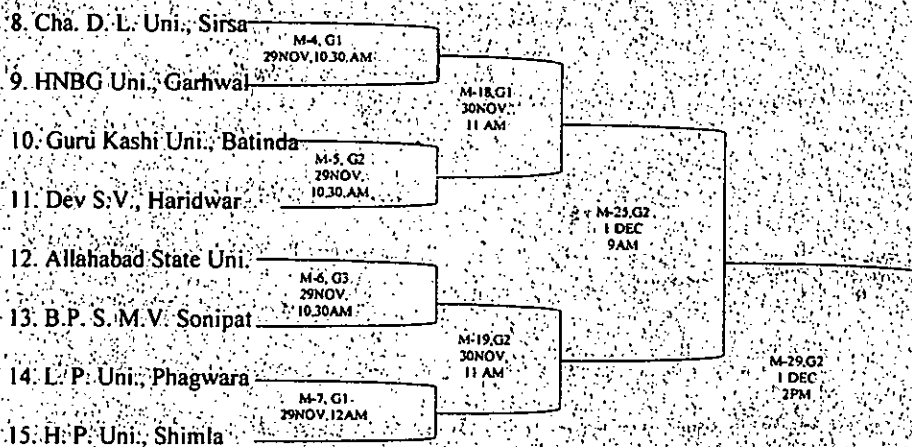 8. Cha. D. L. Uni., Sirsa
M-4, G1
29NOV,10.30.AM
9. HNBG Uni., Garhwal
M-18,G1
30NOV,
11 AM
10. Guru Kashi Uni., Batinda
M-5, G2
29NOV,
10.30.AM
11. Dev S.V., Haridwar
M-25,G2
1 DEC
9AM
12. Allahabad State Uni.
M-6, G3
29NOV,
10.30AM
13. B.P. S. M.V. Sonipat
M-19,G2
30NOV,
11 AM
14. L. P. Uni., Phagwara
M-7, G1
29NOV,12AM
15. H. P. Uni., Shimla
M-29,G2
1 DEC
2PM